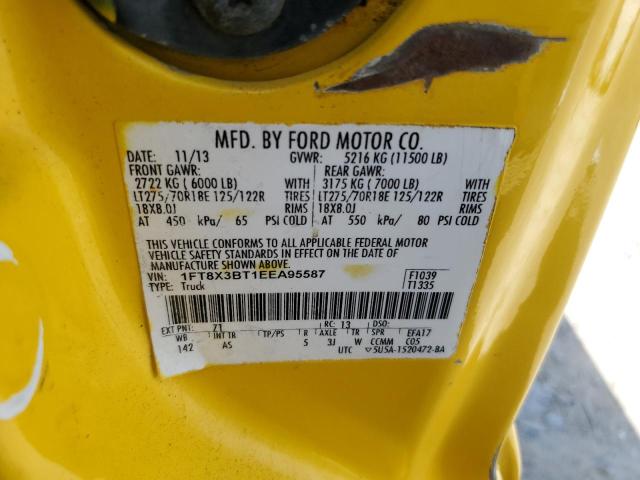 MFD. BY FORD MOTOR CO.
DATE: 11/13 GVWR: 5216 KG (11500 LB)
FRONT GAWR: REAR GAWR:
2722 KG ( 6000 LB) WITH 3175 KG ( 7000 LB) WITH
LT275/70R18E 125/122R TIRES LT275/70R18E 125/122R TIRES
18X8.0J RIMS 18X8.0J RIMS
AT 450 kPa/ 65 PSI COLD AT 550 kPa/ 80 PSI COLD
THIS VEHICLE CONFORMS TO ALL APPLICABLE FEDERAL MOTOR
VEHICLE SAFETY STANDARDS IN EFFECT ON THE DATE OF
MANUFACTURE SHOWN ABOVE.
VIN: 1FT8X3BT1EEA95587 F1039
TYPE: Truck T1335
EXT PNT: Z1 RC: 13 DSO:
WB INT TR TP/PS R AXLE TR SPR EFA17
142 AS 5 3J W CCMM C05
UTC ▽5U5A-1520472-BA